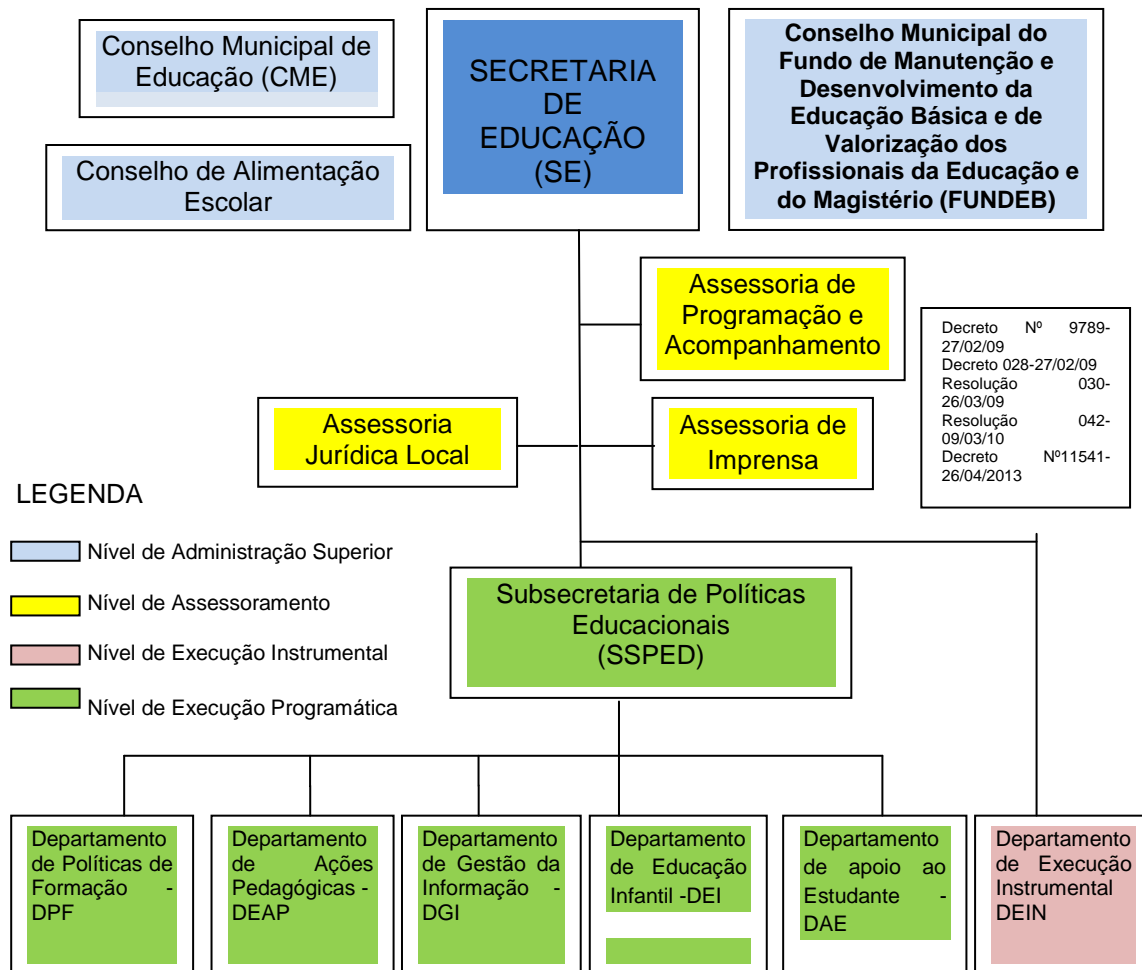 Conselho Municipal de
Educação (CME)
SECRETARIA
DE
EDUCAÇÃO
(SE)
Conselho Municipal do
Fundo de Manutenção e
Desenvolvimento da
Educação Básica e de
Valorização dos
Profissionais da Educação e
do Magistério (FUNDEB)
Conselho de Alimentação
Escolar
Assessoria de
Programação e
Acompanhamento
Decreto Nº 9789-
27/02/09
Decreto 028-27/02/09
Resolução 030-
26/03/09
Resolução 042-
09/03/10
Decreto Nº11541-
26/04/2013
Assessoria
Jurídica Local
Assessoria de
Imprensa
LEGENDA
Nível de Administração Superior
Nível de Assessoramento
Nível de Execução Instrumental
Nível de Execução Programática
Subsecretaria de Políticas
Educacionais
(SSPED)
Departamento
de Políticas de
Formação -
DPF
Departamento
de Ações
Pedagógicas -
DEAP
Departamento
de Gestão da
Informação -
DGI
Departamento
de Educação
Infantil -DEI
Departamento
de apoio ao
Estudante -
DAE
Departamento
de Execução
Instrumental
DEIN